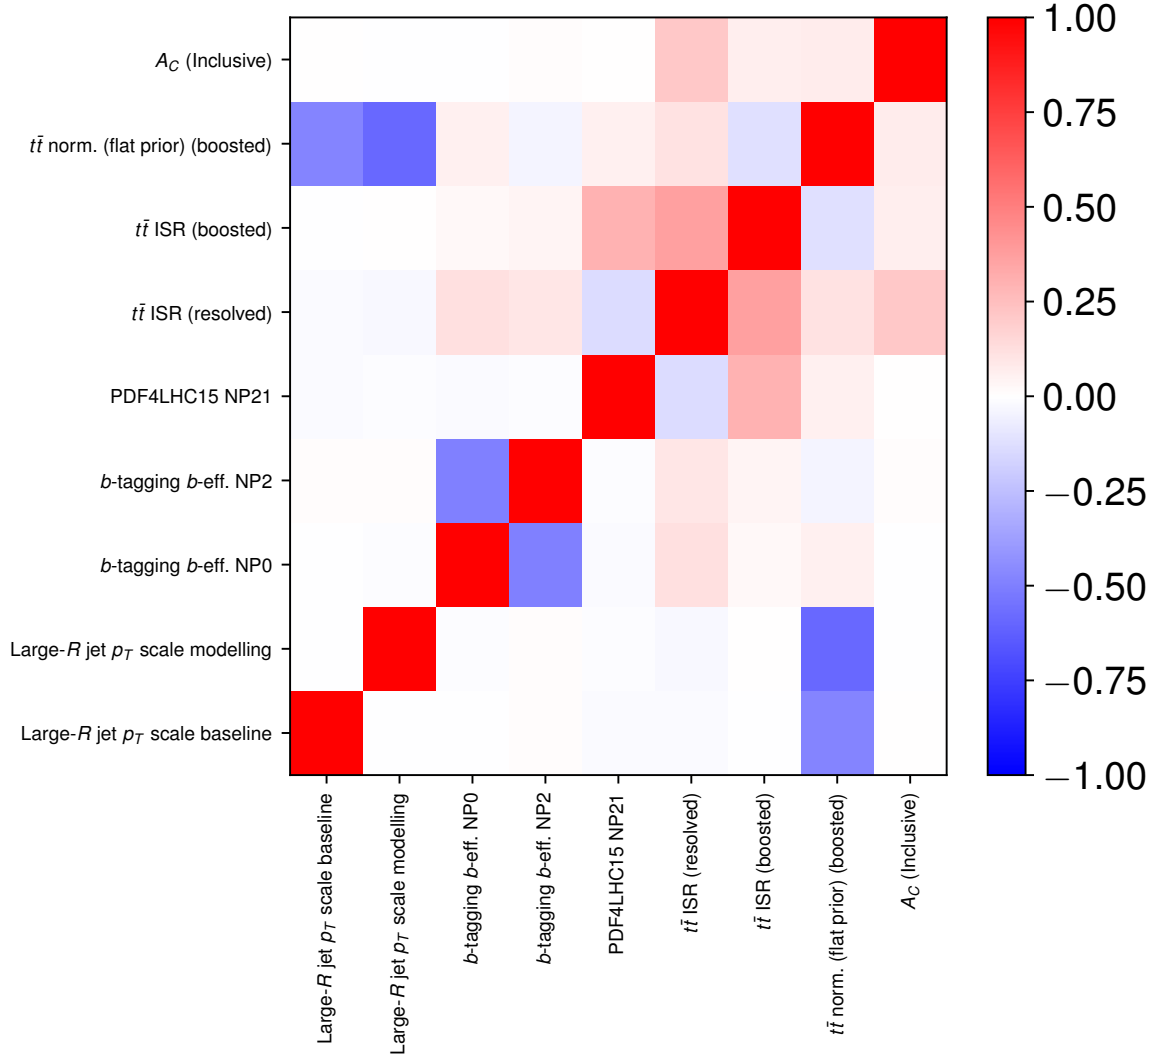 A_C (Inclusive)
tt̄ norm. (flat prior) (boosted)
tt̄ ISR (boosted)
tt̄ ISR (resolved)
PDF4LHC15 NP21
b-tagging b-eff. NP2
b-tagging b-eff. NP0
Large-R jet p_T scale modelling
Large-R jet p_T scale baseline
Large-R jet p_T scale baseline
Large-R jet p_T scale modelling
b-tagging b-eff. NP0
b-tagging b-eff. NP2
PDF4LHC15 NP21
tt̄ ISR (resolved)
tt̄ ISR (boosted)
tt̄ norm. (flat prior) (boosted)
A_C (Inclusive)
1.00
0.75
0.50
0.25
0.00
−0.25
−0.50
−0.75
−1.00